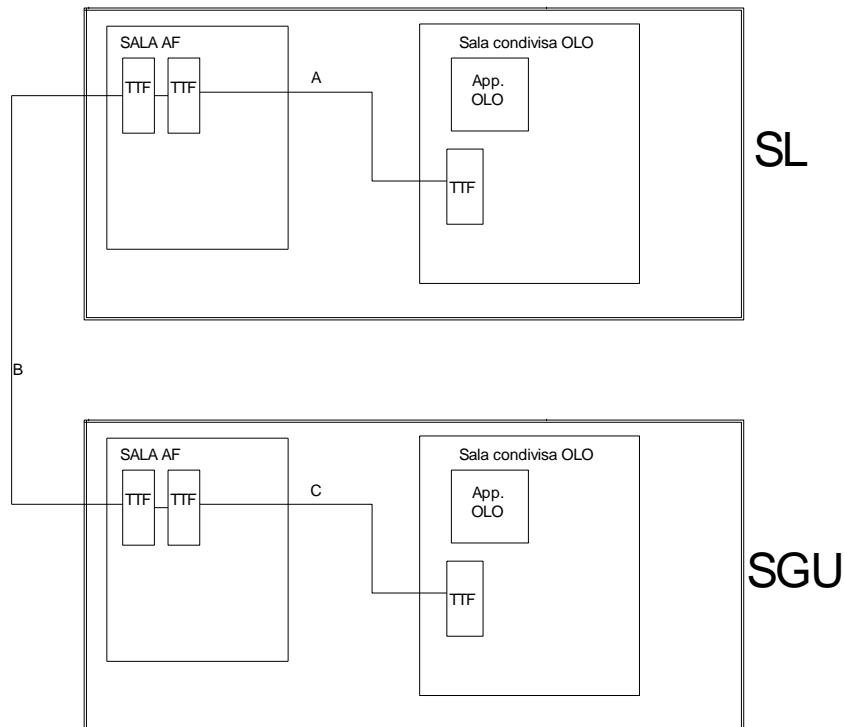 SALA AF
Sala condivisa OLO
TTF
TTF
A
App.
OLO
TTF
SL
B
SALA AF
Sala condivisa OLO
TTF
TTF
C
App.
OLO
TTF
SGU